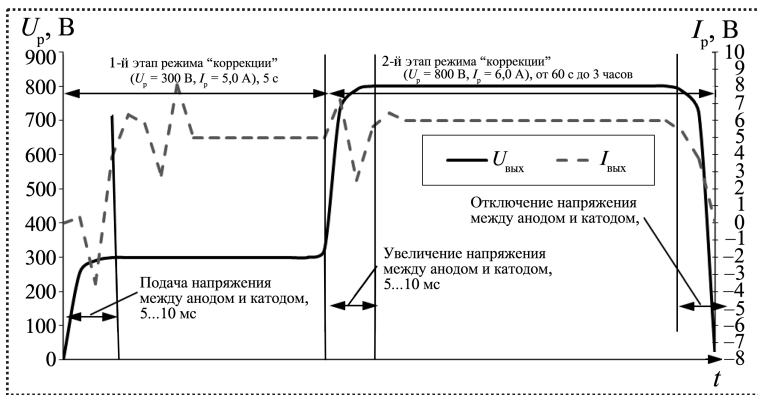 U_р, В
I_р, В
900
800
700
600
500
400
300
200
100
0
10
9
8
7
6
5
4
3
2
1
0
–1
–2
–3
–4
–5
–6
–7
–8
1-й этап режима “коррекции”
(U_р = 300 В, I_р = 5,0 А), 5 с
2-й этап режима “коррекции”
(U_р = 800 В, I_р = 6,0 А), от 60 с до 3 часов
U_вых
I_вых
Отключение напряжения
между анодом и катодом,
Увеличение напряжения
между анодом и катодом,
5...10 мс
Подача напряжения
между анодом и катодом,
5...10 мс
t